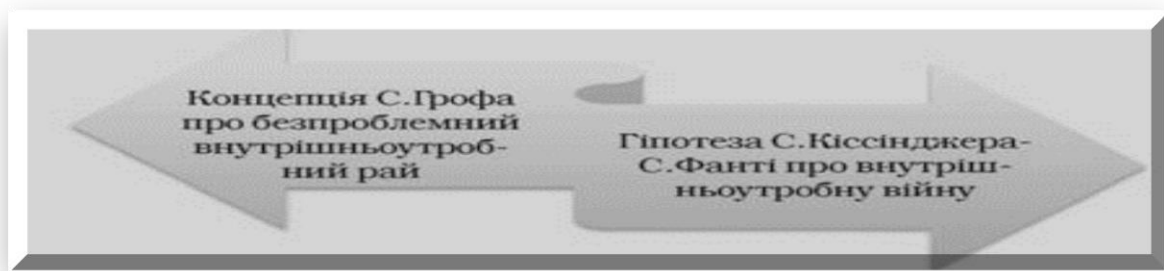 Концепція С.Грофа
про безпроблемний
внутрішньоутроб-
ний рай
Гіпотеза С.Кіссінджера-
С.Фанті про внутріш-
ньоутробну війну